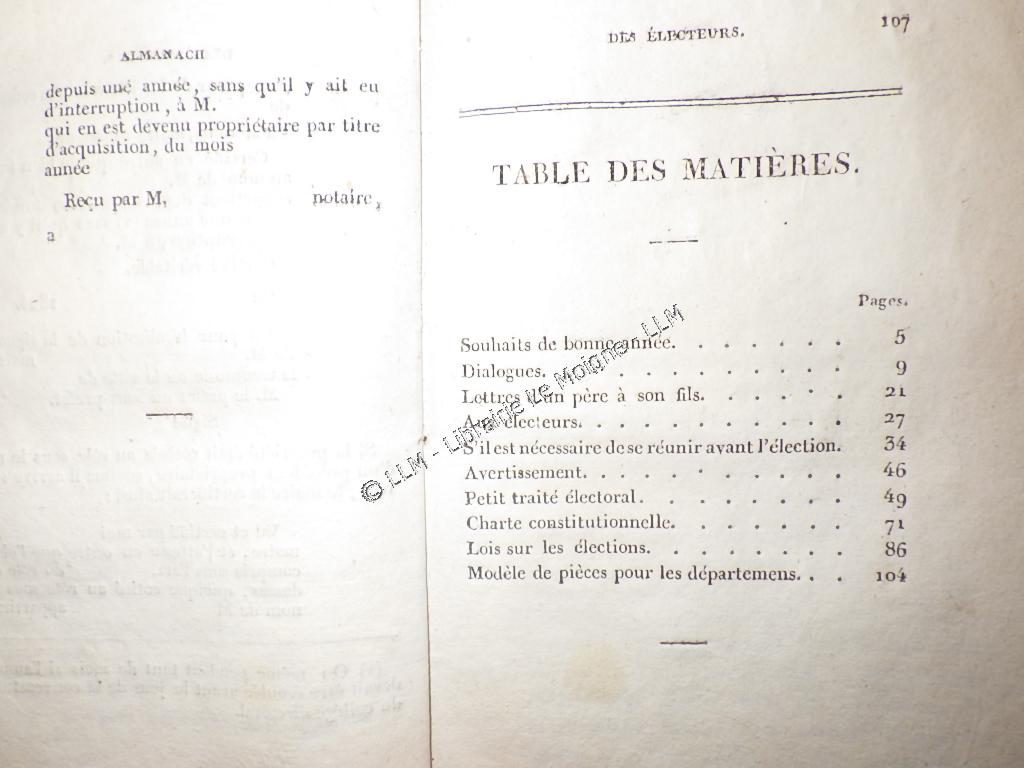 ALMANACH
depuis une année, sans qu'il y ait eu
d'interruption, à M.
qui en est devenu propriétaire par titre
d'acquisition, du mois
année
Reçu par M, notaire,
a
DES ÉLECTEURS. 107
TABLE DES MATIÈRES.
Pages.
Souhaits de bonne année. . . . . . . 5
Dialogues. . . . . . . . . . . 9
Lettres d'un père à son fils. . . . . . 21
Aux électeurs. . . . . . . . . . 27
S'il est nécessaire de se réunir avant l'élection. 34
Avertissement. . . . . . . . . 46
Petit traité électoral. . . . . . . . 49
Charte constitutionnelle. . . . . . . 71
Lois sur les élections. . . . . . . . 86
Modèle de pièces pour les départemens. . . 104
© LLM - Librairie Le Moigne - LLM